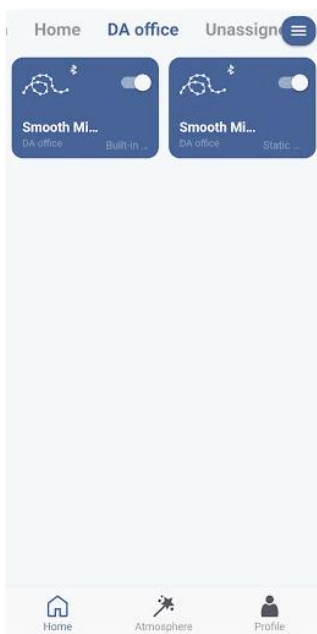 Home DA office Unassign
Smooth Mi... Smooth Mi...
DA office Built-in ... DA office Static ...
Home Atmosphere Profile